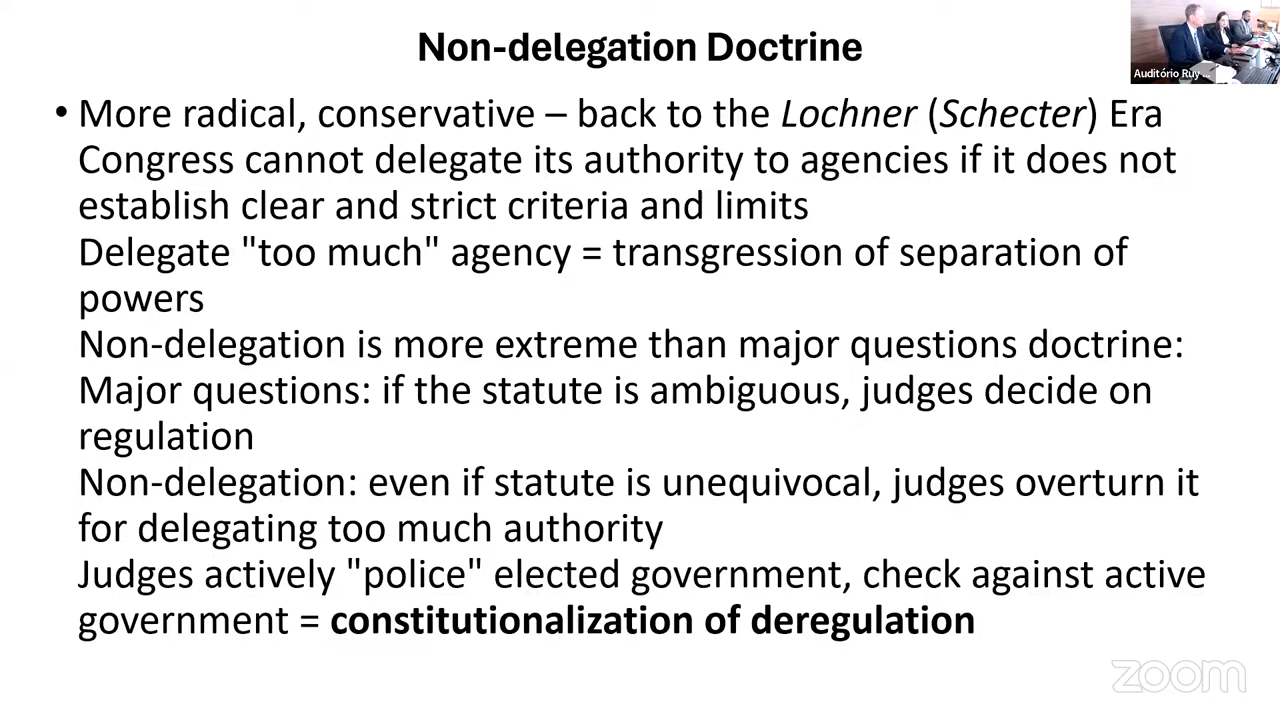 Non-delegation Doctrine
Auditório Ruy ...
• More radical, conservative – back to the Lochner (Schecter) Era
Congress cannot delegate its authority to agencies if it does not
establish clear and strict criteria and limits
Delegate "too much" agency = transgression of separation of
powers
Non-delegation is more extreme than major questions doctrine:
Major questions: if the statute is ambiguous, judges decide on
regulation
Non-delegation: even if statute is unequivocal, judges overturn it
for delegating too much authority
Judges actively "police" elected government, check against active
government = constitutionalization of deregulation
zoom